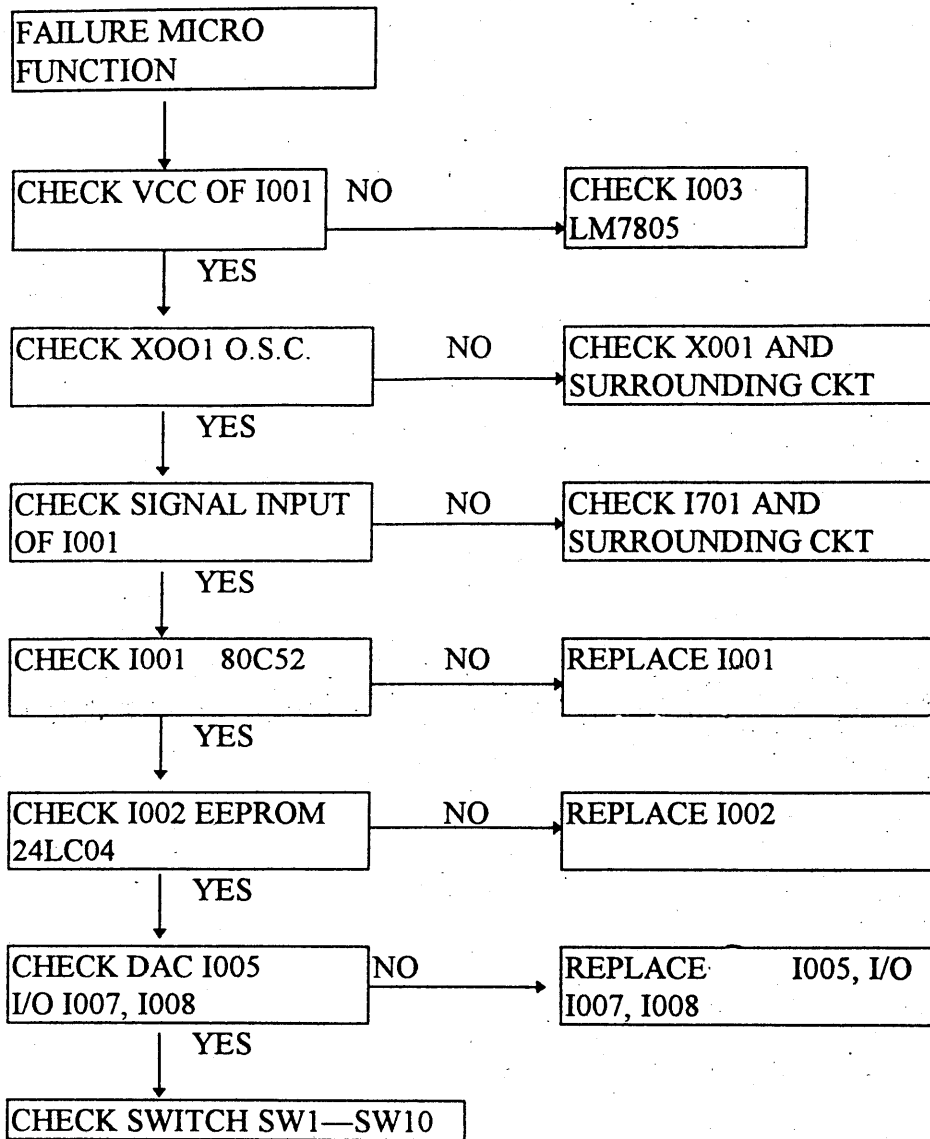 FAILURE MICRO
FUNCTION
CHECK VCC OF I001
NO
CHECK I003
LM7805
YES
CHECK XOO1 O.S.C.
NO
CHECK X001 AND
SURROUNDING CKT
YES
CHECK SIGNAL INPUT
OF I001
NO
CHECK I701 AND
SURROUNDING CKT
YES
CHECK I001 80C52
NO
REPLACE I001
YES
CHECK I002 EEPROM
24LC04
NO
REPLACE I002
YES
CHECK DAC I005
I/O I007, I008
NO
REPLACE I005, I/O
I007, I008
YES
CHECK SWITCH SW1—SW10